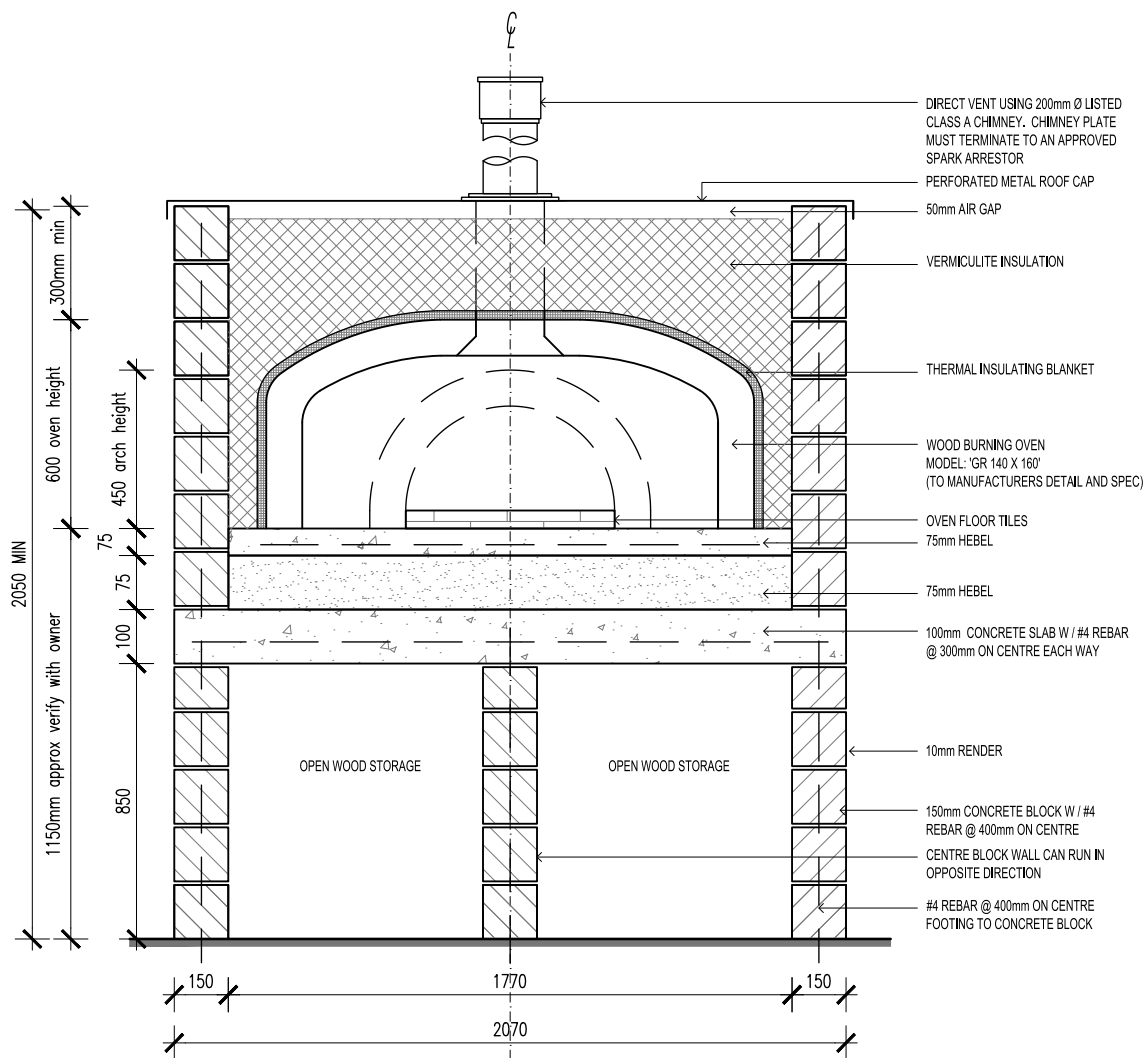 CL
DIRECT VENT USING 200mm Ø LISTED
CLASS A CHIMNEY. CHIMNEY PLATE
MUST TERMINATE TO AN APPROVED
SPARK ARRESTOR
PERFORATED METAL ROOF CAP
50mm AIR GAP
VERMICULITE INSULATION
THERMAL INSULATING BLANKET
WOOD BURNING OVEN
MODEL: 'GR 140 X 160'
(TO MANUFACTURERS DETAIL AND SPEC)
OVEN FLOOR TILES
75mm HEBEL
75mm HEBEL
100mm CONCRETE SLAB W / #4 REBAR
@ 300mm ON CENTRE EACH WAY
10mm RENDER
150mm CONCRETE BLOCK W / #4
REBAR @ 400mm ON CENTRE
CENTRE BLOCK WALL CAN RUN IN
OPPOSITE DIRECTION
#4 REBAR @ 400mm ON CENTRE
FOOTING TO CONCRETE BLOCK
2050 MIN
300mm min
600 oven height
1150mm approx verify with owner
450 arch height
75
75
100
850
OPEN WOOD STORAGE
OPEN WOOD STORAGE
150
1770
150
2070